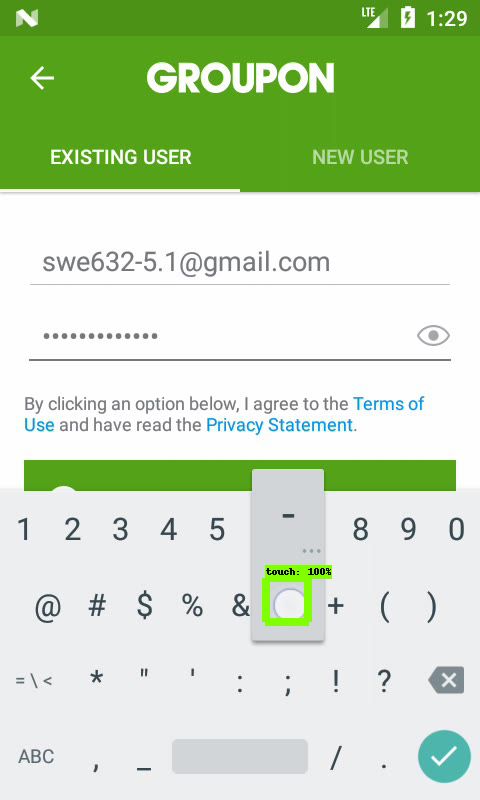 LTE 1:29
GROUPON
EXISTING USER NEW USER
swe632-5.1@gmail.com
•••••••••••••
By clicking an option below, I agree to the Terms of
Use and have read the Privacy Statement.
1 2 3 4 5 - 8 9 0
...
touch: 100%
@ # $ % & + ( )
= \ < * " ' : ; ! ?
ABC , _ / .